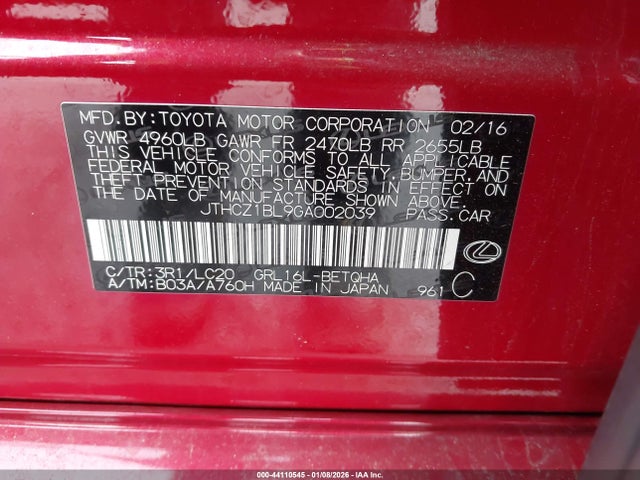 MFD.BY:TOYOTA MOTOR CORPORATION 02/16
GVWR 4960LB GAWR FR 2470LB RR 2655LB
THIS VEHICLE CONFORMS TO ALL APPLICABLE
FEDERAL MOTOR VEHICLE SAFETY,BUMPER,AND
THEFT PREVENTION STANDARDS IN EFFECT ON
THE DATE OF MANUFACTURE SHOWN ABOVE.
JTHCZ1BL9GA002039 PASS.CAR
C/TR:3R1/LC20 GRL16L-BETQHA
A/TM:B03A/A760H MADE IN JAPAN 961 C
000-44110545 - 01/08/2026 - IAAI.COM